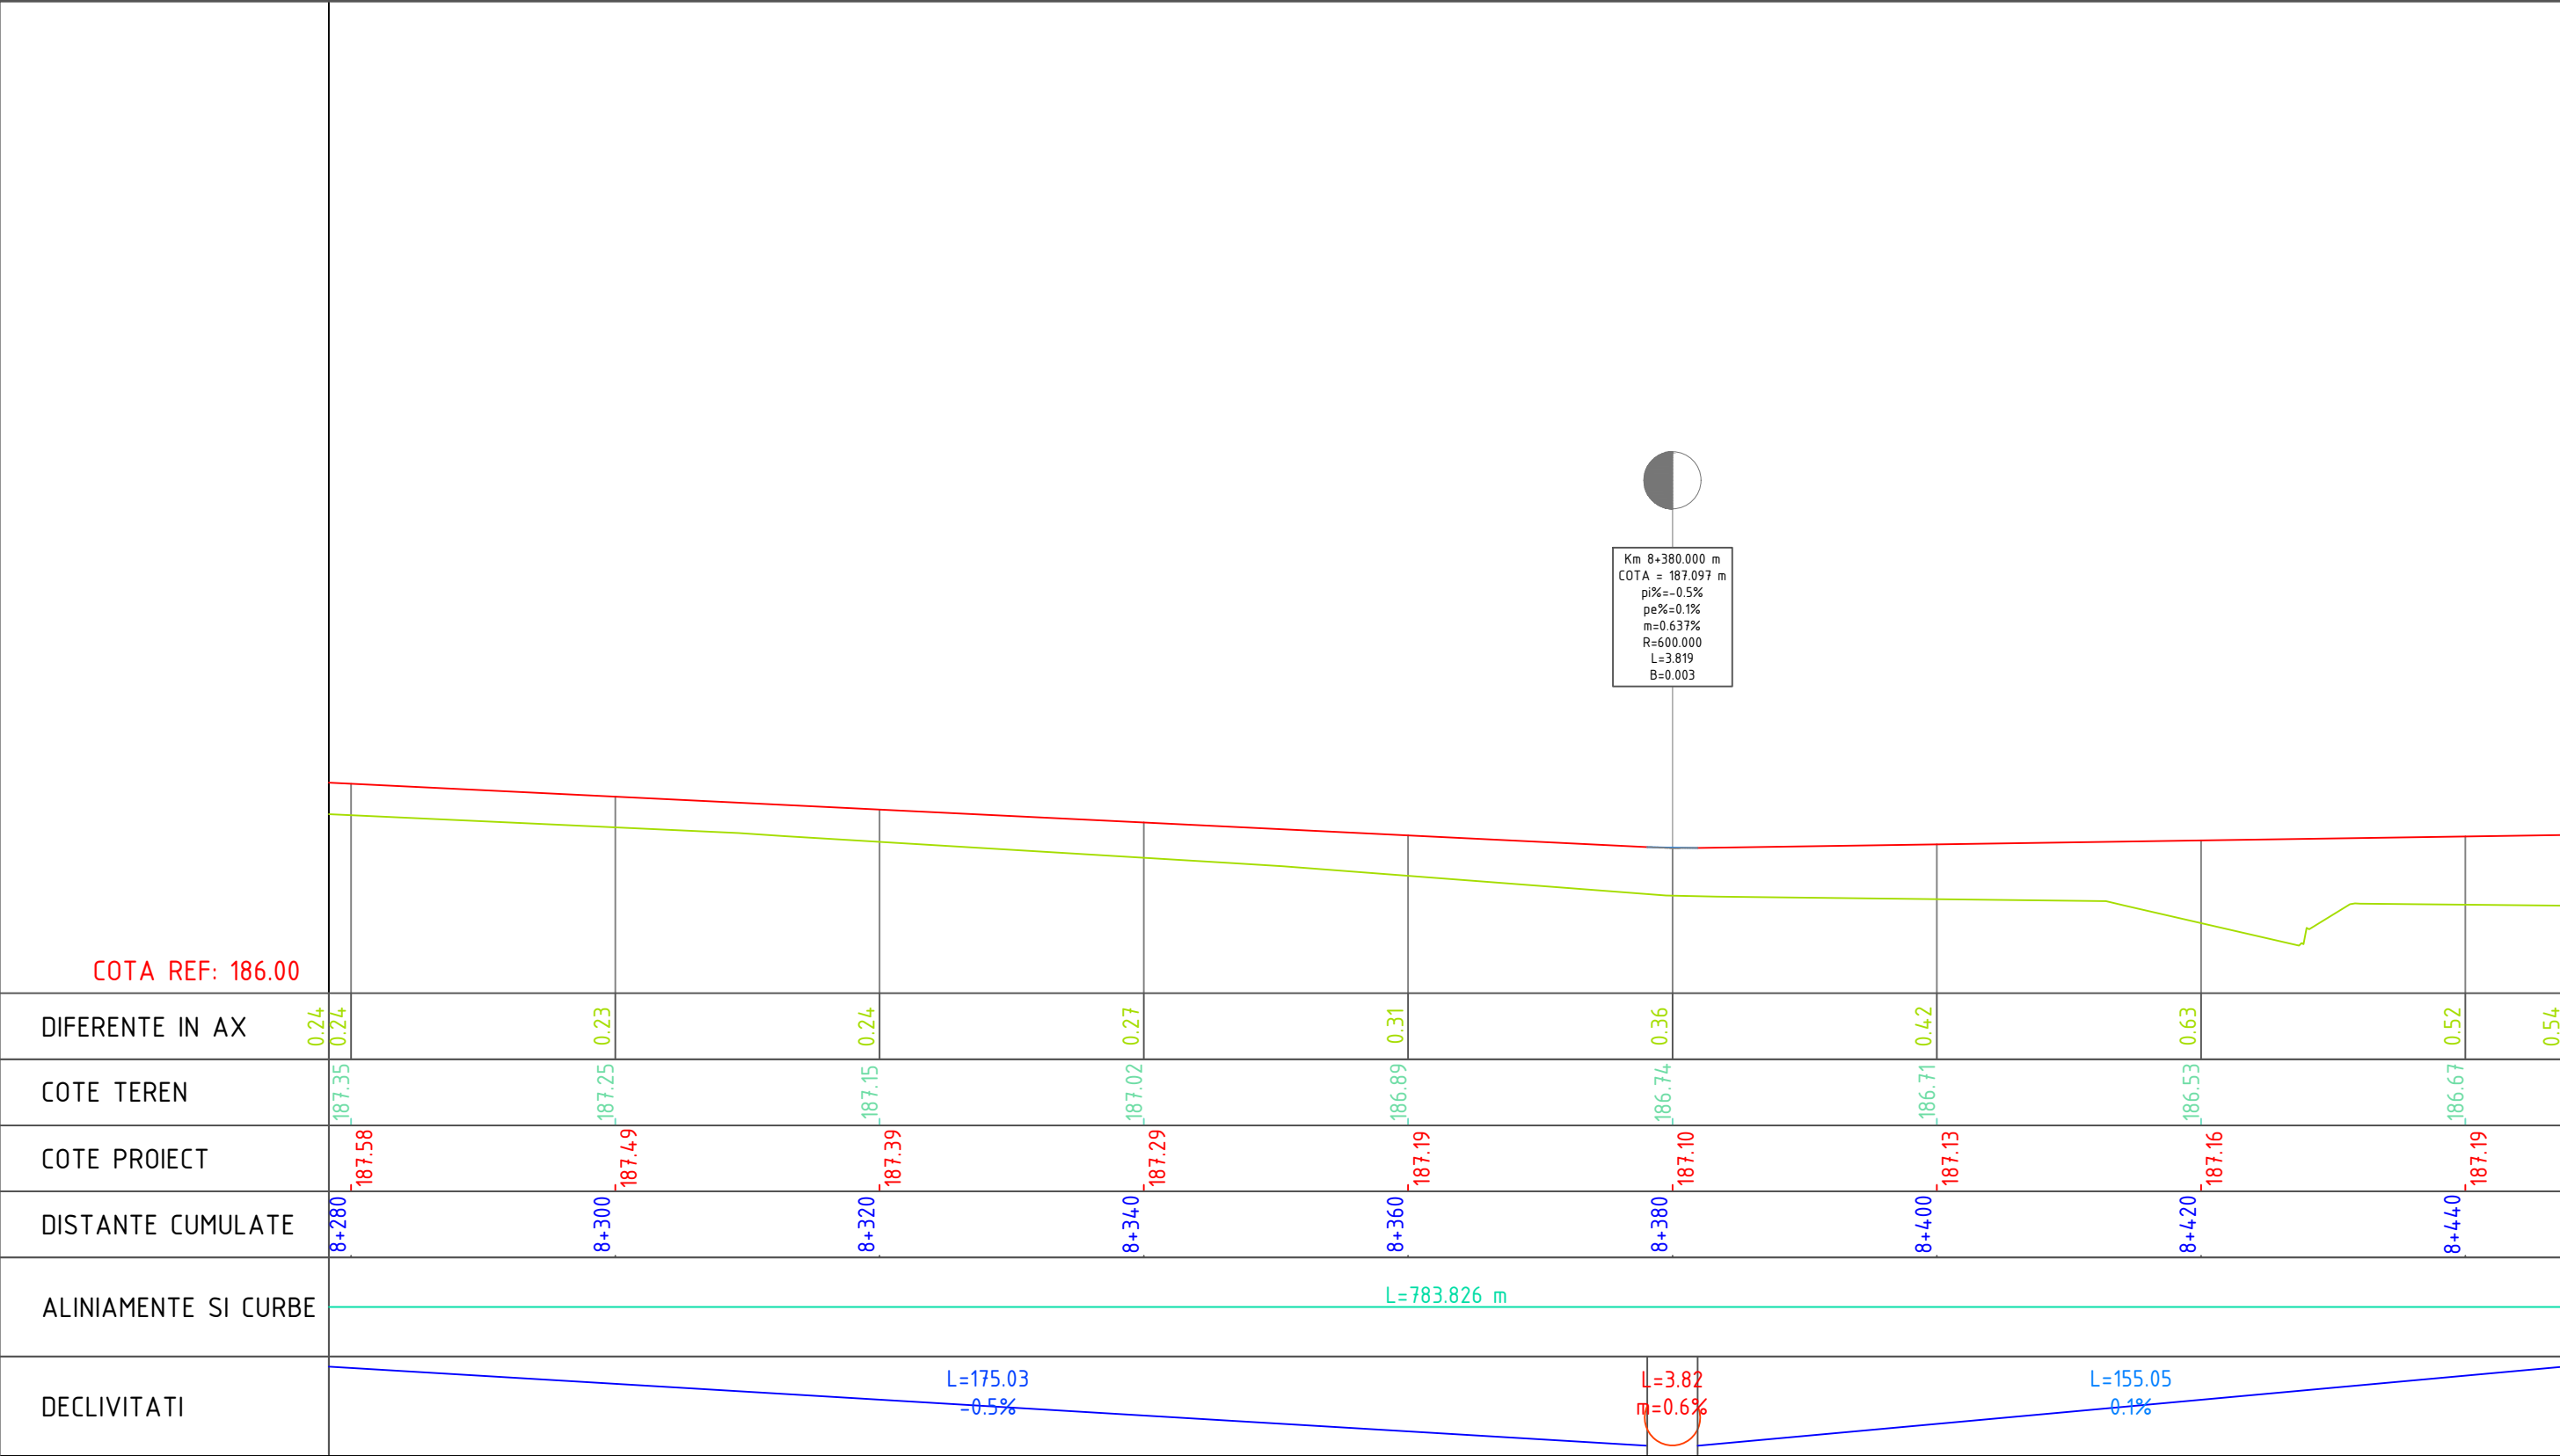 Km 8+380.000 m
COTA = 187.097 m
pi%=-0.5%
pe%=0.1%
m=0.637%
R=600.000
L=3.819
B=0.003
COTA REF: 186.00
DIFERENTE IN AX 0.24 0.24 0.23 0.24 0.27 0.31 0.36 0.42 0.63 0.52 0.54
COTE TEREN 187.35 187.25 187.15 187.02 186.89 186.74 186.71 186.53 186.67
COTE PROIECT 187.58 187.49 187.39 187.29 187.19 187.10 187.13 187.16 187.19
DISTANTE CUMULATE 8+280 8+300 8+320 8+340 8+360 8+380 8+400 8+420 8+440
ALINIAMENTE SI CURBE L=783.826 m
DECLIVITATI
L=175.03
-0.5%
L=3.82
m=0.6%
L=155.05
0.1%